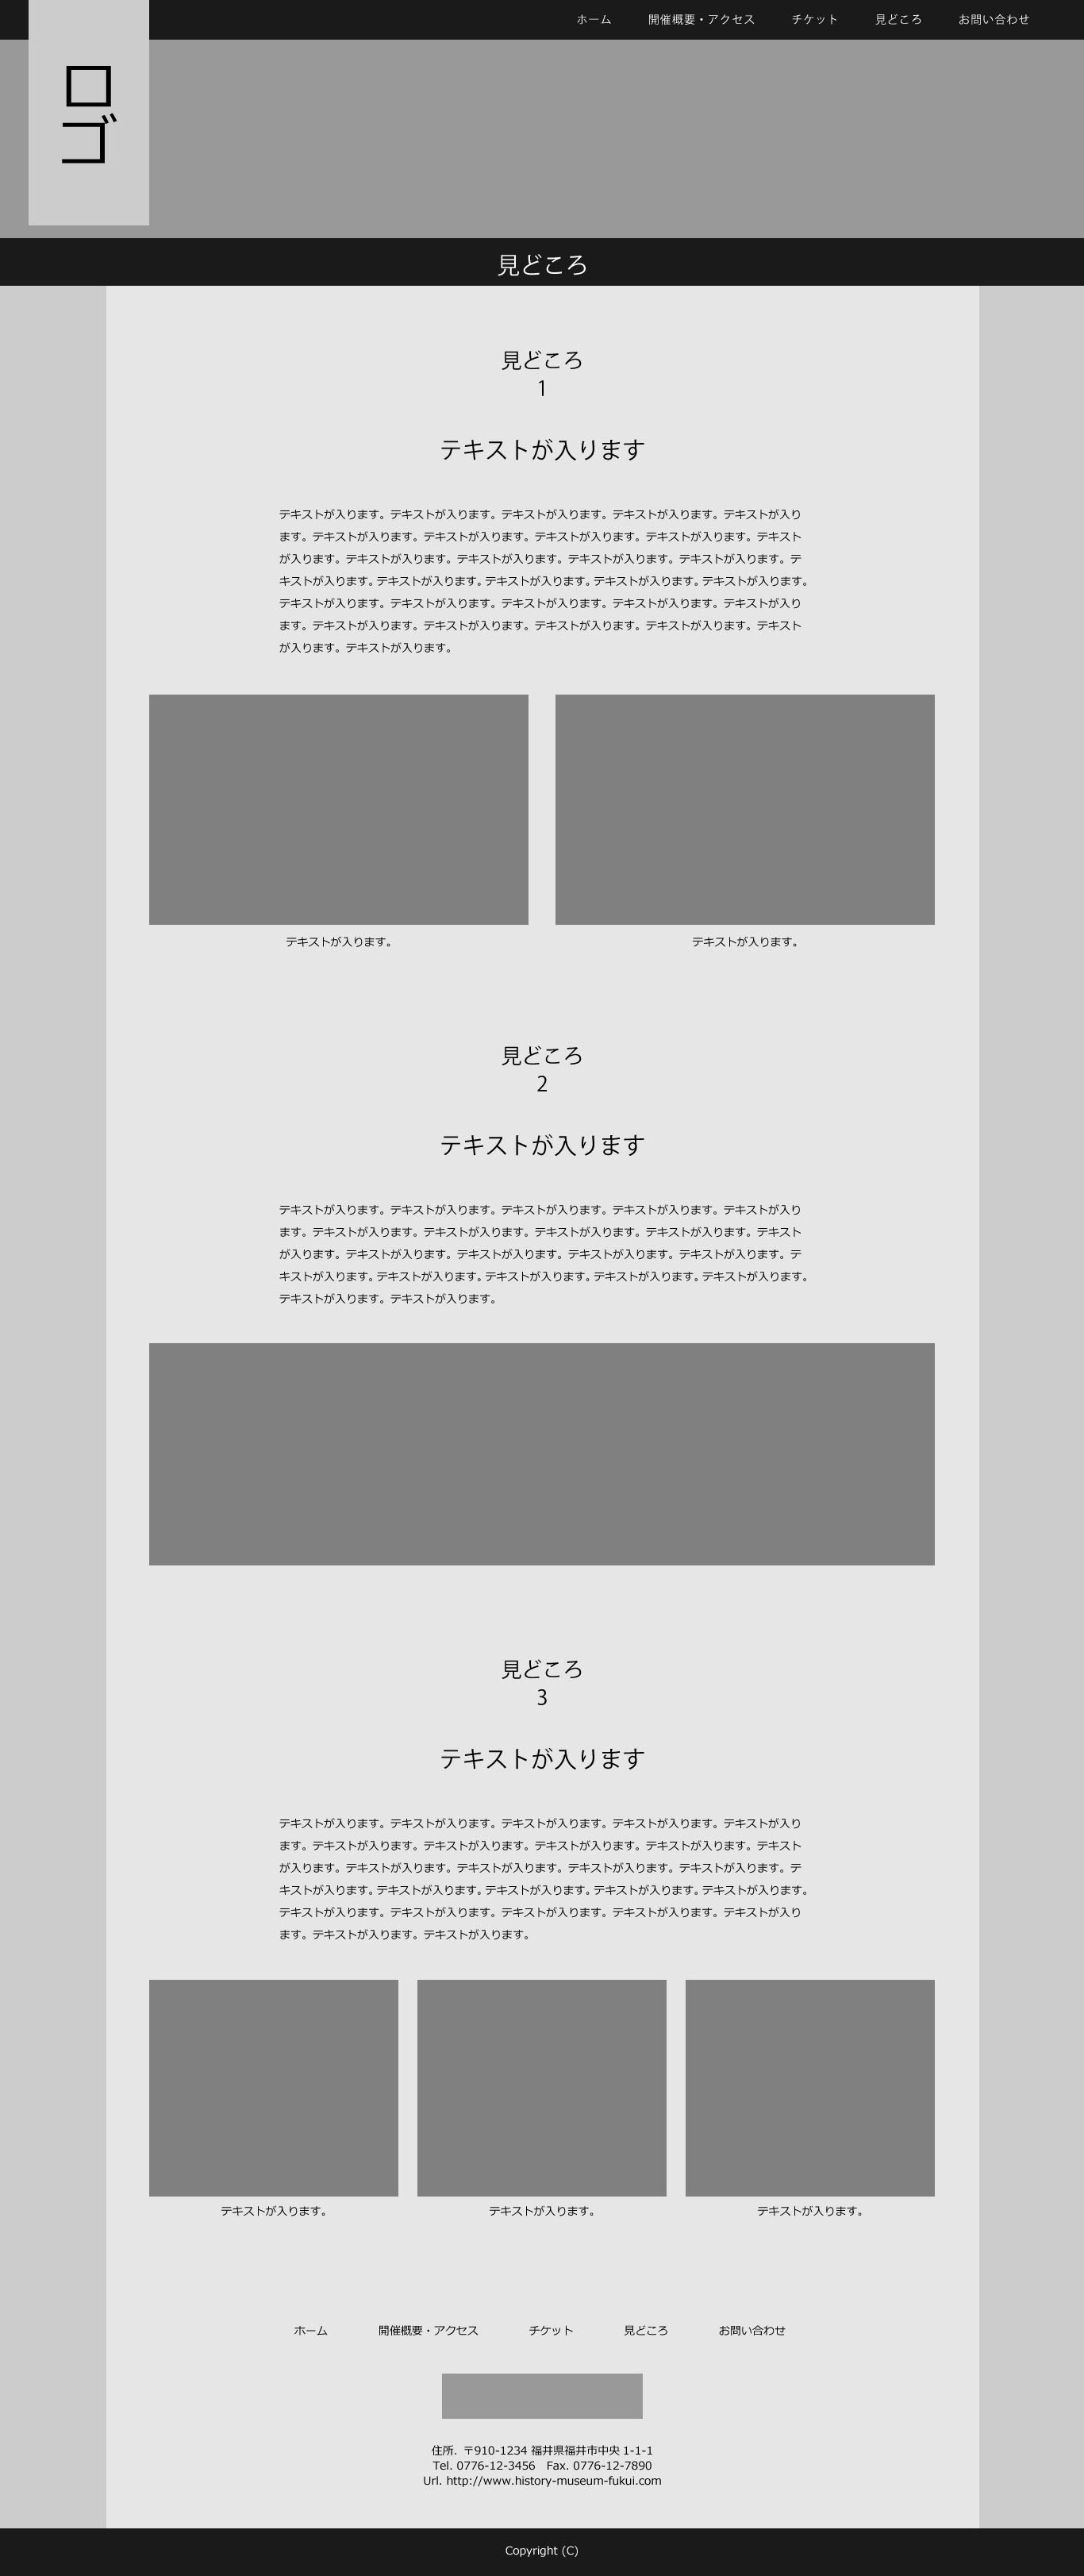 ホーム 開催概要・アクセス チケット 見どころ お問い合わせ
ロゴ
見どころ
見どころ
1
テキストが入ります
テキストが入ります。テキストが入ります。テキストが入ります。テキストが入ります。テキストが入り
ます。テキストが入ります。テキストが入ります。テキストが入ります。テキストが入ります。テキスト
が入ります。テキストが入ります。テキストが入ります。テキストが入ります。テキストが入ります。テ
キストが入ります。テキストが入ります。テキストが入ります。テキストが入ります。テキストが入ります。
テキストが入ります。テキストが入ります。テキストが入ります。テキストが入ります。テキストが入り
ます。テキストが入ります。テキストが入ります。テキストが入ります。テキストが入ります。テキスト
が入ります。テキストが入ります。
テキストが入ります。 テキストが入ります。
見どころ
2
テキストが入ります
テキストが入ります。テキストが入ります。テキストが入ります。テキストが入ります。テキストが入り
ます。テキストが入ります。テキストが入ります。テキストが入ります。テキストが入ります。テキスト
が入ります。テキストが入ります。テキストが入ります。テキストが入ります。テキストが入ります。テ
キストが入ります。テキストが入ります。テキストが入ります。テキストが入ります。テキストが入ります。
テキストが入ります。テキストが入ります。
見どころ
3
テキストが入ります
テキストが入ります。テキストが入ります。テキストが入ります。テキストが入ります。テキストが入り
ます。テキストが入ります。テキストが入ります。テキストが入ります。テキストが入ります。テキスト
が入ります。テキストが入ります。テキストが入ります。テキストが入ります。テキストが入ります。テ
キストが入ります。テキストが入ります。テキストが入ります。テキストが入ります。テキストが入ります。
テキストが入ります。テキストが入ります。テキストが入ります。テキストが入ります。テキストが入り
ます。テキストが入ります。テキストが入ります。
テキストが入ります。 テキストが入ります。 テキストが入ります。
ホーム 開催概要・アクセス チケット 見どころ お問い合わせ
住所. 〒910-1234 福井県福井市中央 1-1-1
Tel. 0776-12-3456 Fax. 0776-12-7890
Url. http://www.history-museum-fukui.com
Copyright (C)